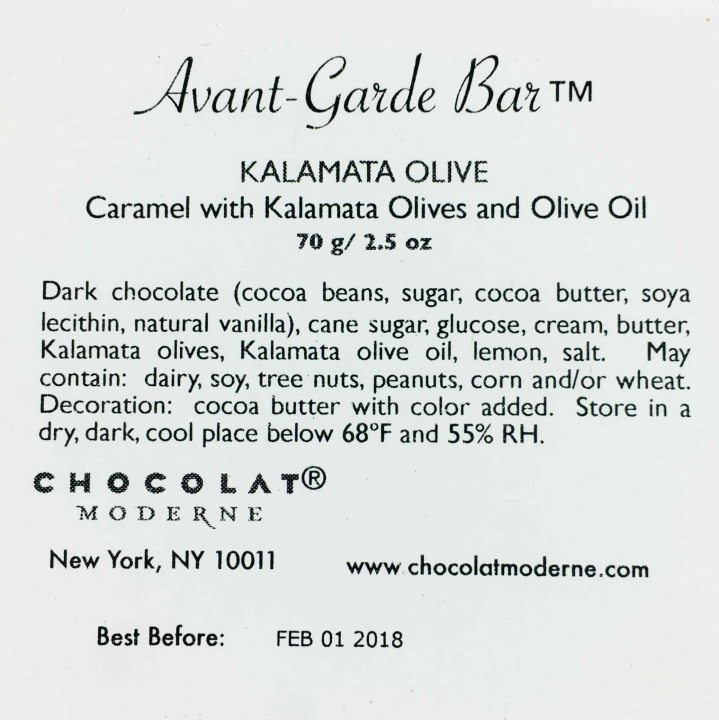 Avant-Garde Bar™
KALAMATA OLIVE
Caramel with Kalamata Olives and Olive Oil
70 g/ 2.5 oz
Dark chocolate (cocoa beans, sugar, cocoa butter, soya
lecithin, natural vanilla), cane sugar, glucose, cream, butter,
Kalamata olives, Kalamata olive oil, lemon, salt. May
contain: dairy, soy, tree nuts, peanuts, corn and/or wheat.
Decoration: cocoa butter with color added. Store in a
dry, dark, cool place below 68°F and 55% RH.
CHOCOLAT®
MODERNE
New York, NY 10011 www.chocolatmoderne.com
Best Before: FEB 01 2018